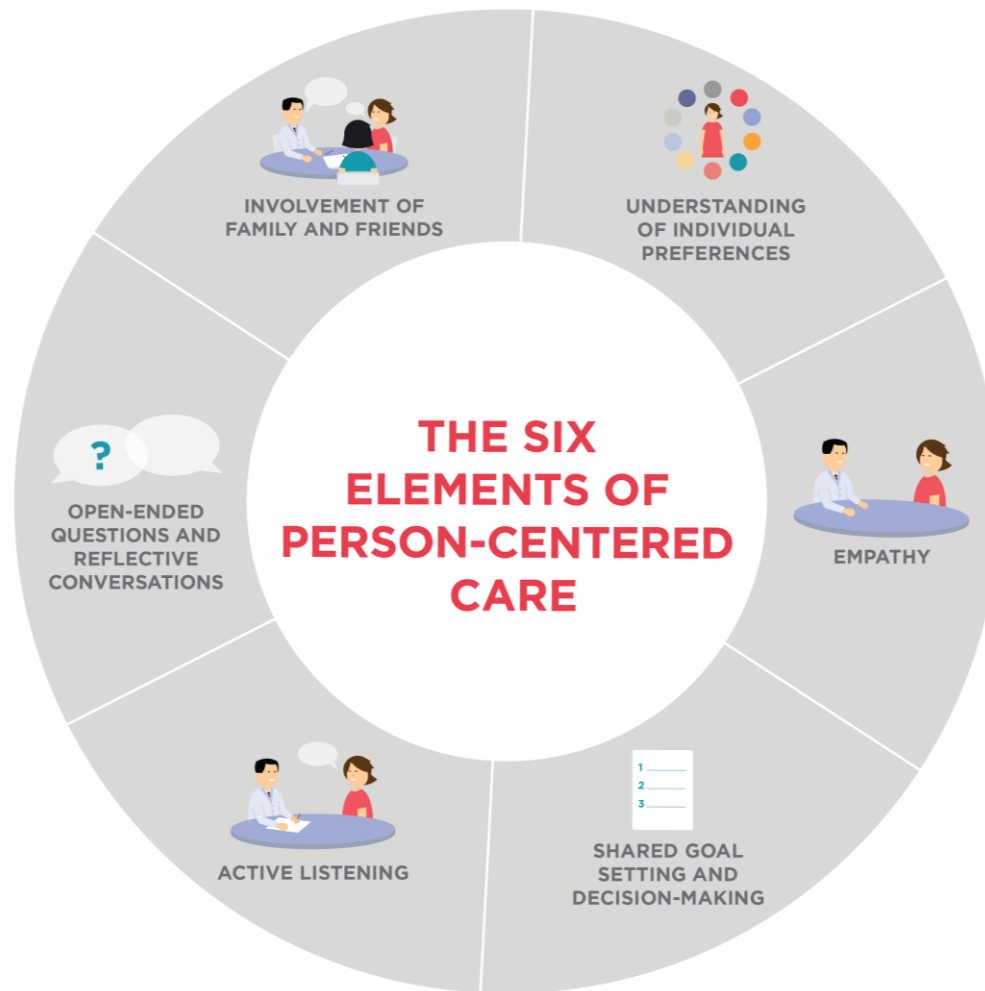 THE SIX
ELEMENTS OF
PERSON-CENTERED
CARE
UNDERSTANDING
OF INDIVIDUAL
PREFERENCES
EMPATHY
1
2
3
SHARED GOAL
SETTING AND
DECISION-MAKING
ACTIVE LISTENING
?
OPEN-ENDED
QUESTIONS AND
REFLECTIVE
CONVERSATIONS
INVOLVEMENT OF
FAMILY AND FRIENDS